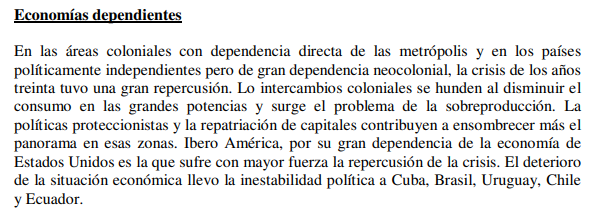 Economías dependientes
En las áreas coloniales con dependencia directa de las metrópolis y en los países
políticamente independientes pero de gran dependencia neocolonial, la crisis de los años
treinta tuvo una gran repercusión. Lo intercambios coloniales se hunden al disminuir el
consumo en las grandes potencias y surge el problema de la sobreproducción. La
políticas proteccionistas y la repatriación de capitales contribuyen a ensombrecer más el
panorama en esas zonas. Ibero América, por su gran dependencia de la economía de
Estados Unidos es la que sufre con mayor fuerza la repercusión de la crisis. El deterioro
de la situación económica llevo la inestabilidad política a Cuba, Brasil, Uruguay, Chile
y Ecuador.